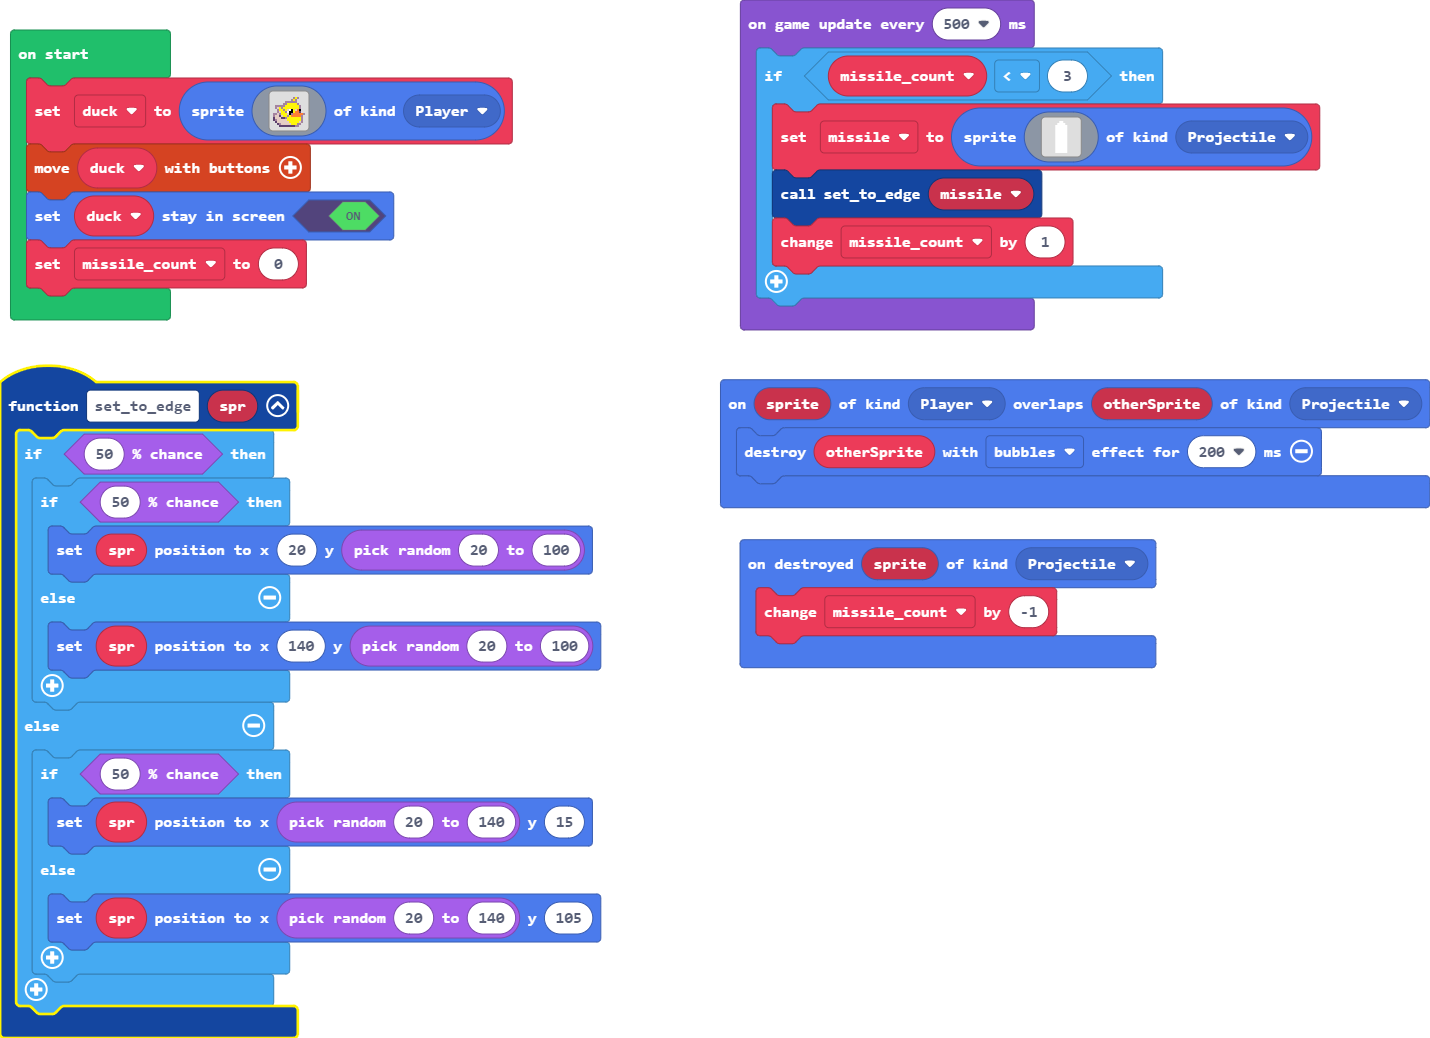 on start
set duck to sprite of kind Player
move duck with buttons
set duck stay in screen ON
set missile_count to 0
on game update every 500 ms
if missile_count < 3 then
set missile to sprite of kind Projectile
call set_to_edge missile
change missile_count by 1
function set_to_edge spr
if 50 % chance then
if 50 % chance then
set spr position to x 20 y pick random 20 to 100
else
set spr position to x 140 y pick random 20 to 100
else
if 50 % chance then
set spr position to x pick random 20 to 140 y 15
else
set spr position to x pick random 20 to 140 y 105
on sprite of kind Player overlaps otherSprite of kind Projectile
destroy otherSprite with bubbles effect for 200 ms
on destroyed sprite of kind Projectile
change missile_count by -1